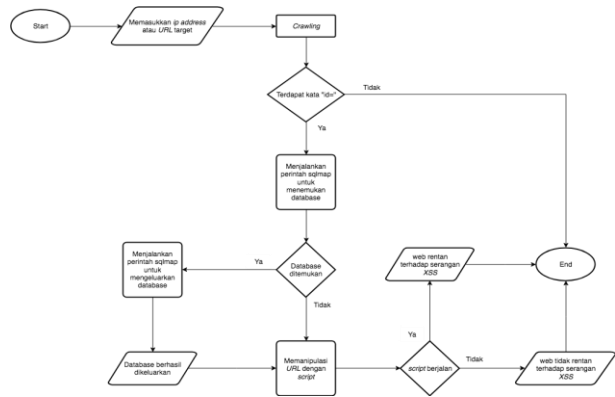 Start
Memasukkan ip address
atau URL target
Crawling
Terdapat kata "id="
Tidak
Ya
Menjalankan
perintah sqlmap
untuk
menemukan
database
Menjalankan
perintah sqlmap
untuk
mengeluarkan
database
Ya
Database
ditemukan
Tidak
web rentan
terhadap serangan
XSS
End
Ya
Database berhasil
dikeluarkan
Memanipulasi
URL dengan
script
script berjalan
Tidak
web tidak rentan
terhadap serangan
XSS